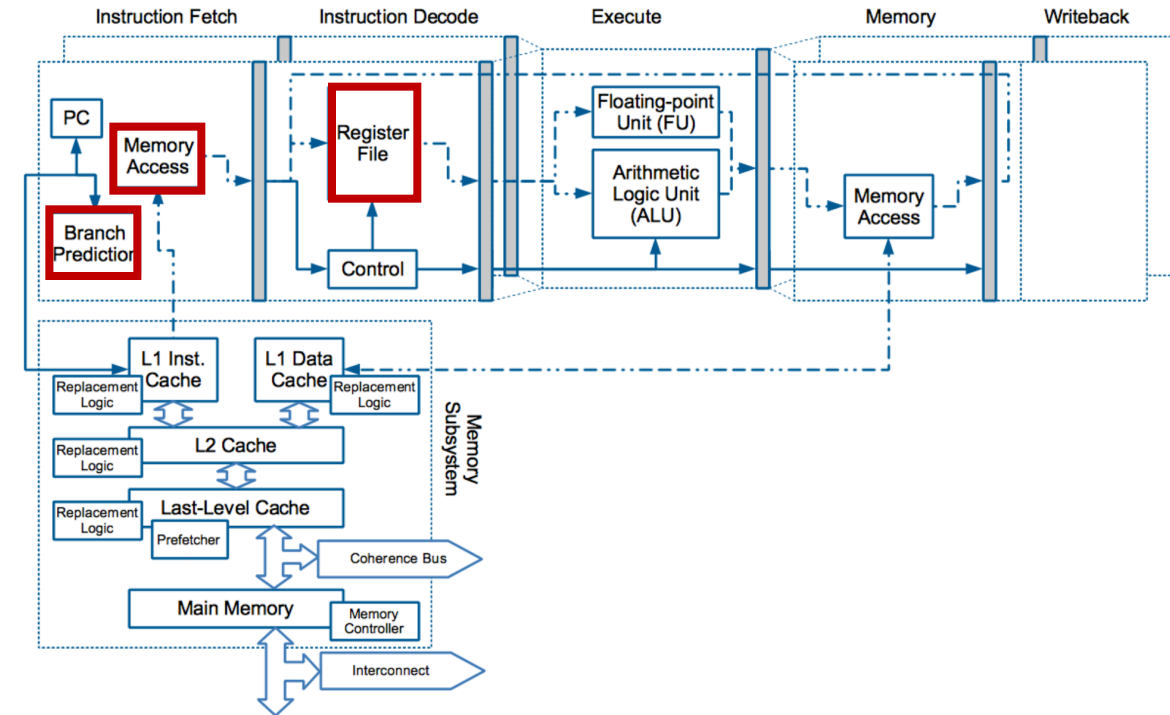 Instruction Fetch
Instruction Decode
Execute
Memory
Writeback
PC
Memory
Access
Branch
Prediction
Register
File
Control
Floating-point
Unit (FU)
Arithmetic
Logic Unit
(ALU)
Memory
Access
L1 Inst.
Cache
Replacement
Logic
L1 Data
Cache
Replacement
Logic
L2 Cache
Replacement
Logic
Last-Level Cache
Replacement
Logic
Prefetcher
Memory
Subsystem
Coherence Bus
Main Memory
Memory
Controller
Interconnect